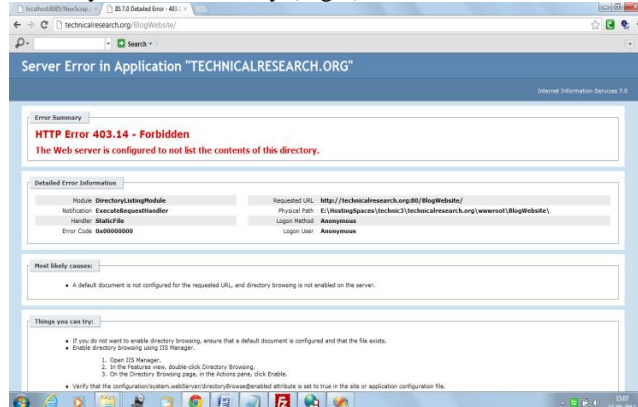 localhost:8085/NewScrap.
IIS 7.0 Detailed Error - 403.1
technicalresearch.org/BlogWebsite/
Search
Server Error in Application "TECHNICALRESEARCH.ORG"
Internet Information Services 7.0
Error Summary
HTTP Error 403.14 - Forbidden
The Web server is configured to not list the contents of this directory.
Detailed Error Information
Module DirectoryListingModule
Notification ExecuteRequestHandler
Handler StaticFile
Error Code 0x00000000
Requested URL http://technicalresearch.org:80/BlogWebsite/
Physical Path E:\HostingSpaces\technic3\technicalresearch.org\wwwroot\BlogWebsite\
Logon Method Anonymous
Logon User Anonymous
Most likely causes:
A default document is not configured for the requested URL, and directory browsing is not enabled on the server.
Things you can try:
If you do not want to enable directory browsing, ensure that a default document is configured and that the file exists.
Enable directory browsing using IIS Manager.
1. Open IIS Manager.
2. In the Features view, double-click Directory Browsing.
3. On the Directory Browsing page, in the Actions pane, click Enable.
Verify that the configuration/system.webServer/directoryBrowse@enabled attribute is set to true in the site or application configuration file.
15:07